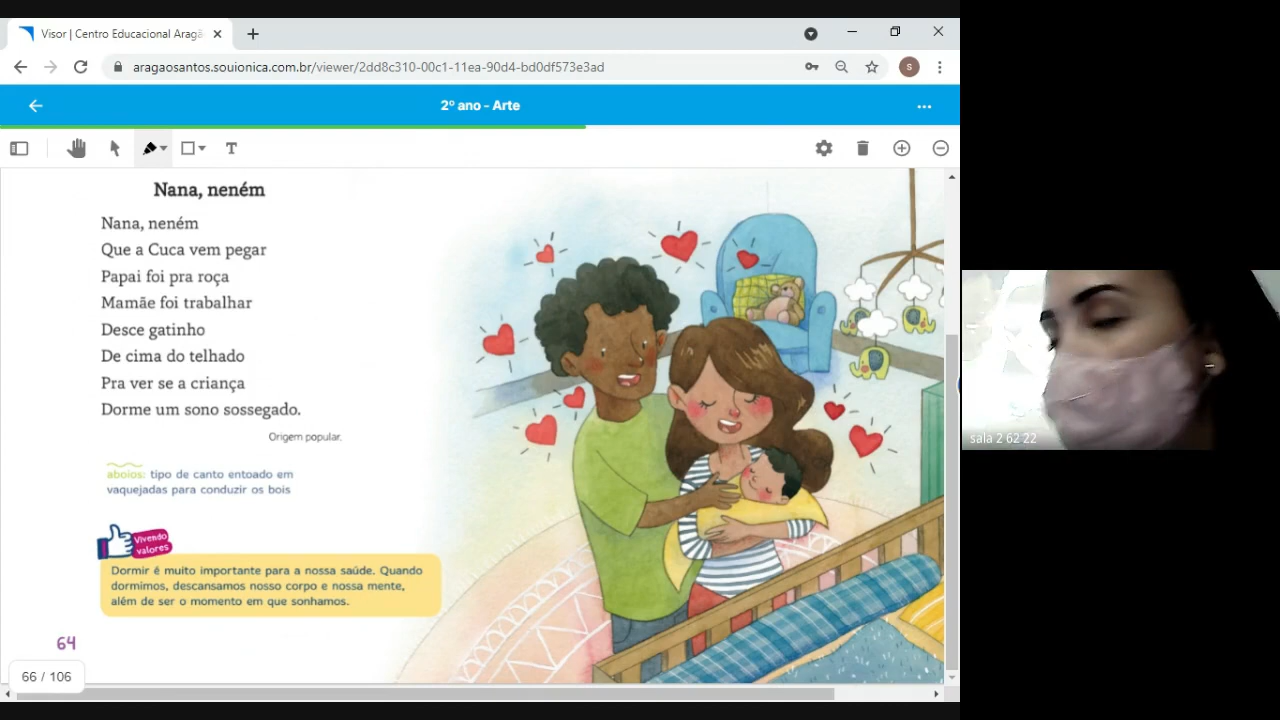 Visor | Centro Educacional Aragã
aragaosantos.souionica.com.br/viewer/2dd8c310-00c1-11ea-90d4-bd0df573e3ad
S
2º ano - Arte
T
Nana, neném
Nana, neném
Que a Cuca vem pegar
Papai foi pra roça
Mamãe foi trabalhar
Desce gatinho
De cima do telhado
Pra ver se a criança
Dorme um sono sossegado.
Origem popular.
aboios: tipo de canto entoado em
vaquejadas para conduzir os bois
Vivendo
valores
Dormir é muito importante para a nossa saúde. Quando
dormimos, descansamos nosso corpo e nossa mente,
além de ser o momento em que sonhamos.
64
66 / 106
sala 2 62 22